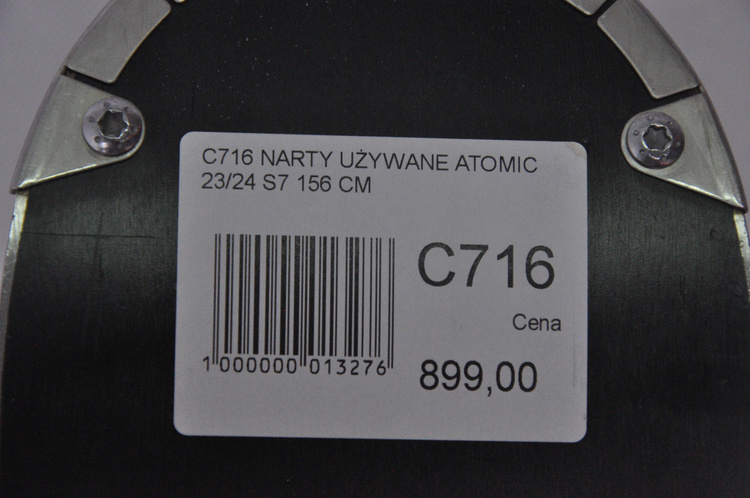 C716 NARTY UŻYWANE ATOMIC
23/24 S7 156 CM
C716
Cena
899,00
1 000000 013276